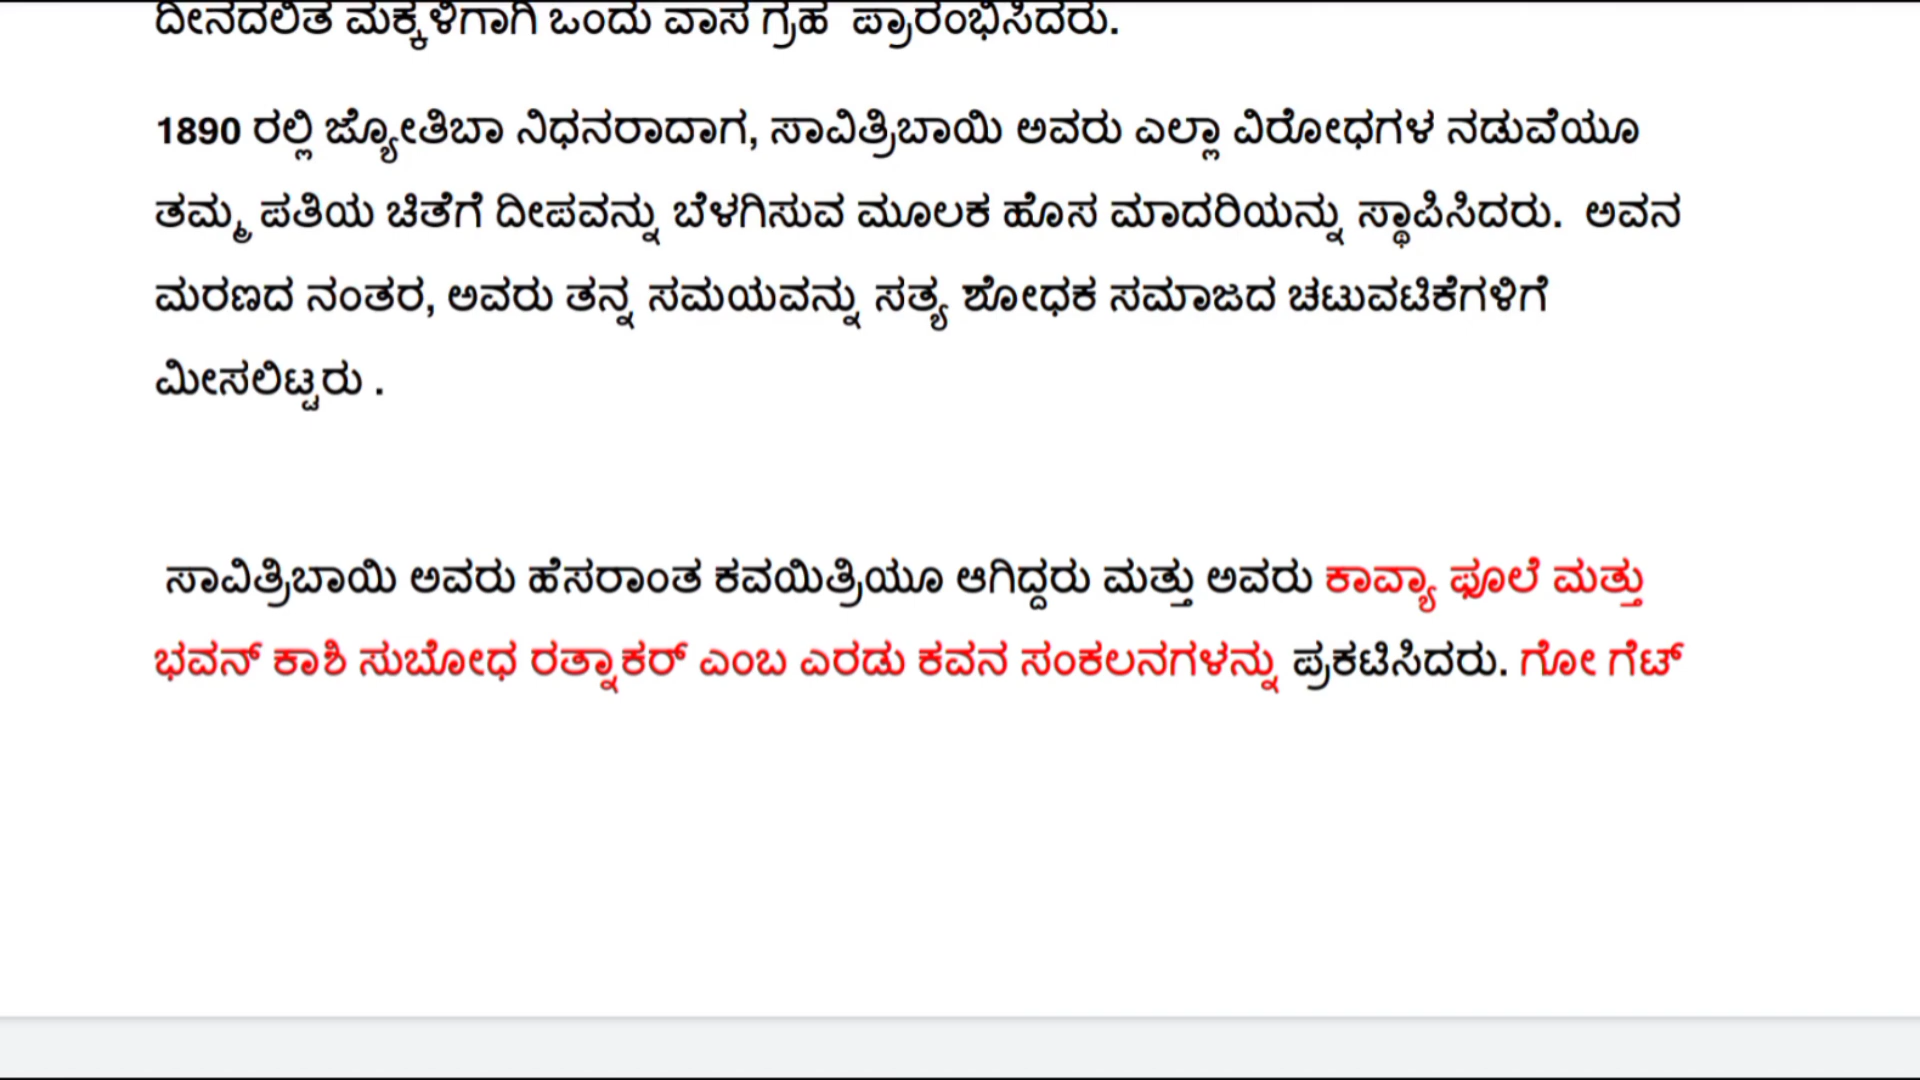 ದೀನದಲಿತ ಮಕ್ಕಳಿಗಾಗಿ ಒಂದು ವಾಸ ಗ್ರಹ ಪ್ರಾರಂಭಿಸಿದರು.
1890 ರಲ್ಲಿ ಜ್ಯೋತಿಬಾ ನಿಧನರಾದಾಗ, ಸಾವಿತ್ರಿಬಾಯಿ ಅವರು ಎಲ್ಲಾ ವಿರೋಧಗಳ ನಡುವೆಯೂ
ತಮ್ಮ ಪತಿಯ ಚಿತೆಗೆ ದೀಪವನ್ನು ಬೆಳಗಿಸುವ ಮೂಲಕ ಹೊಸ ಮಾದರಿಯನ್ನು ಸ್ಥಾಪಿಸಿದರು. ಅವನ
ಮರಣದ ನಂತರ, ಅವರು ತನ್ನ ಸಮಯವನ್ನು ಸತ್ಯ ಶೋಧಕ ಸಮಾಜದ ಚಟುವಟಿಕೆಗಳಿಗೆ
ಮೀಸಲಿಟ್ಟರು .
ಸಾವಿತ್ರಿಬಾಯಿ ಅವರು ಹೆಸರಾಂತ ಕವಯಿತ್ರಿಯೂ ಆಗಿದ್ದರು ಮತ್ತು ಅವರು ಕಾವ್ಯಾ ಫೂಲೆ ಮತ್ತು
ಭವನ್ ಕಾಶಿ ಸುಬೋಧ ರತ್ನಾಕರ್ ಎಂಬ ಎರಡು ಕವನ ಸಂಕಲನಗಳನ್ನು ಪ್ರಕಟಿಸಿದರು. ಗೋ ಗೆಟ್